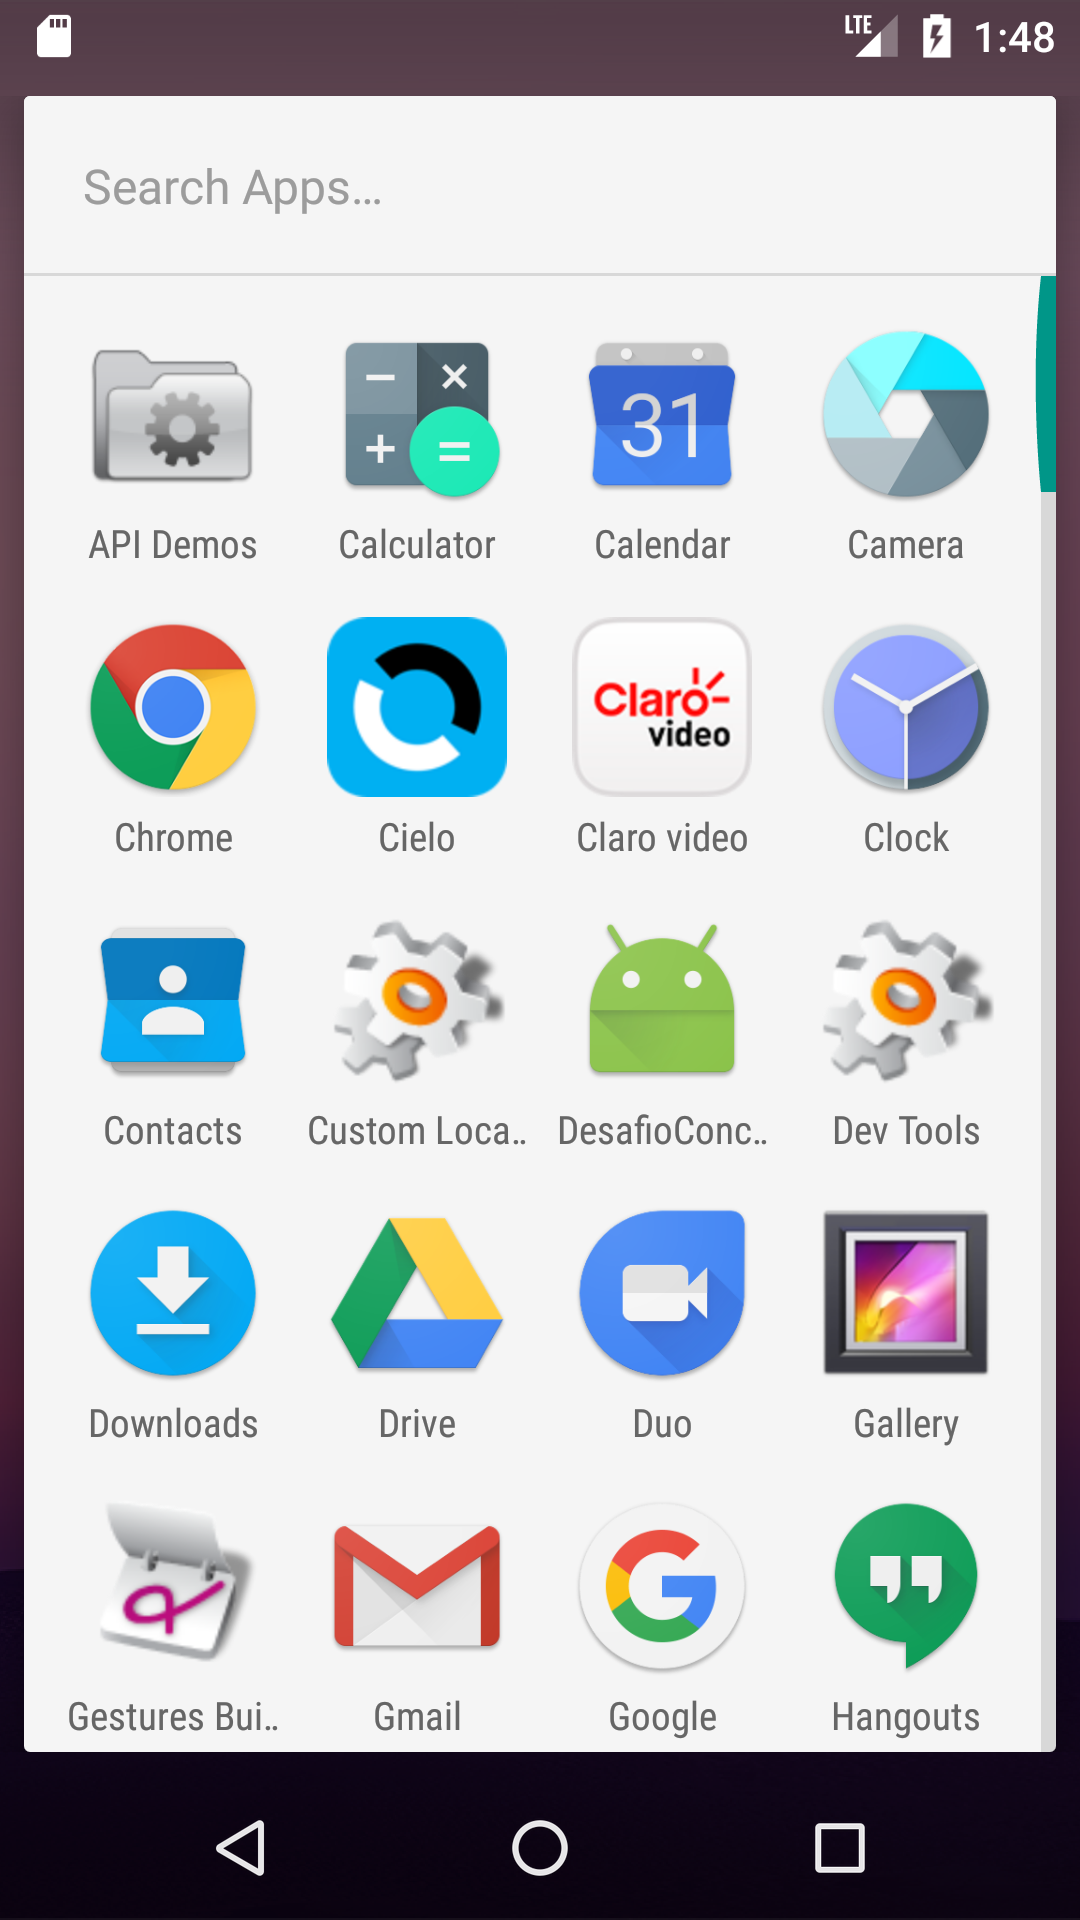 LTE 1:48
Search Apps...
31
API Demos Calculator Calendar Camera
Claro video
Chrome Cielo Claro video Clock
Contacts Custom Loca.. DesafioConc.. Dev Tools
Downloads Drive Duo Gallery
Gestures Bui.. Gmail Google Hangouts